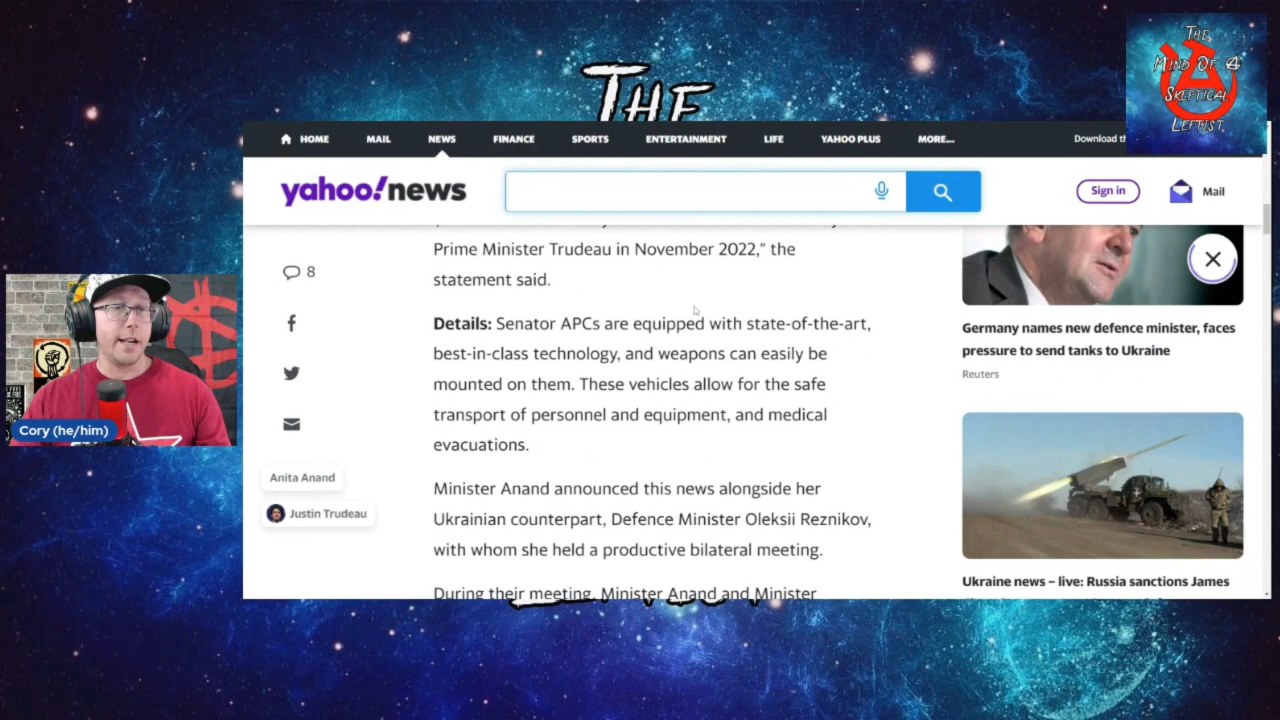 THE
THE
MIND OF A
SKEPTICAL
LEFTIST
HOME MAIL NEWS FINANCE SPORTS ENTERTAINMENT LIFE YAHOO PLUS MORE...
yahoo!news
Sign in
Mail
8
Prime Minister Trudeau in November 2022," the
statement said.
Details: Senator APCs are equipped with state-of-the-art,
best-in-class technology, and weapons can easily be
mounted on them. These vehicles allow for the safe
transport of personnel and equipment, and medical
evacuations.
Minister Anand announced this news alongside her
Ukrainian counterpart, Defence Minister Oleksii Reznikov,
with whom she held a productive bilateral meeting.
During their meeting, Minister Anand and Minister
Anita Anand
Justin Trudeau
Germany names new defence minister, faces
pressure to send tanks to Ukraine
Reuters
Ukraine news – live: Russia sanctions James
Cory (he/him)